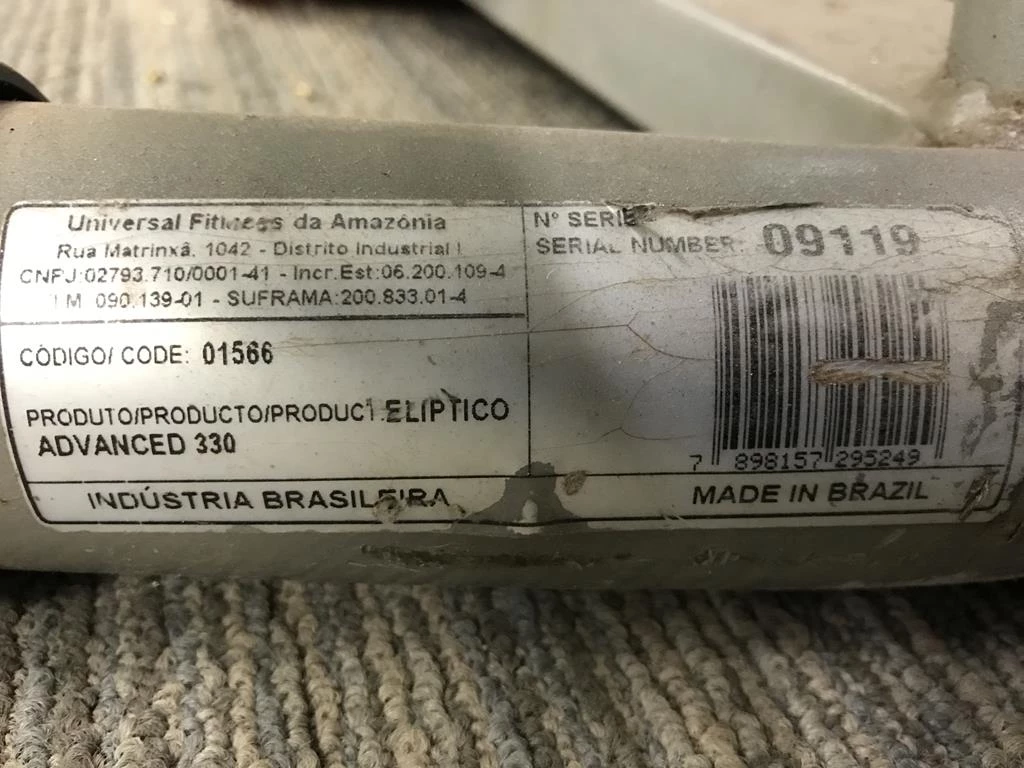 Universal Fitness da Amazônia
Rua Matrinxã, 1042 - Distrito Industrial I
CNPJ:02793.710/0001-41 - Incr.Est:06.200.109-4
I M 090.139-01 - SUFRAMA:200.833.01-4
CÓDIGO/ CODE: 01566
PRODUTO/PRODUCTO/PRODUCT:ELIPTICO
ADVANCED 330
INDÚSTRIA BRASILEIRA
Nº SERIE
SERIAL NUMBER: 09119
7 898157 295249
MADE IN BRAZIL